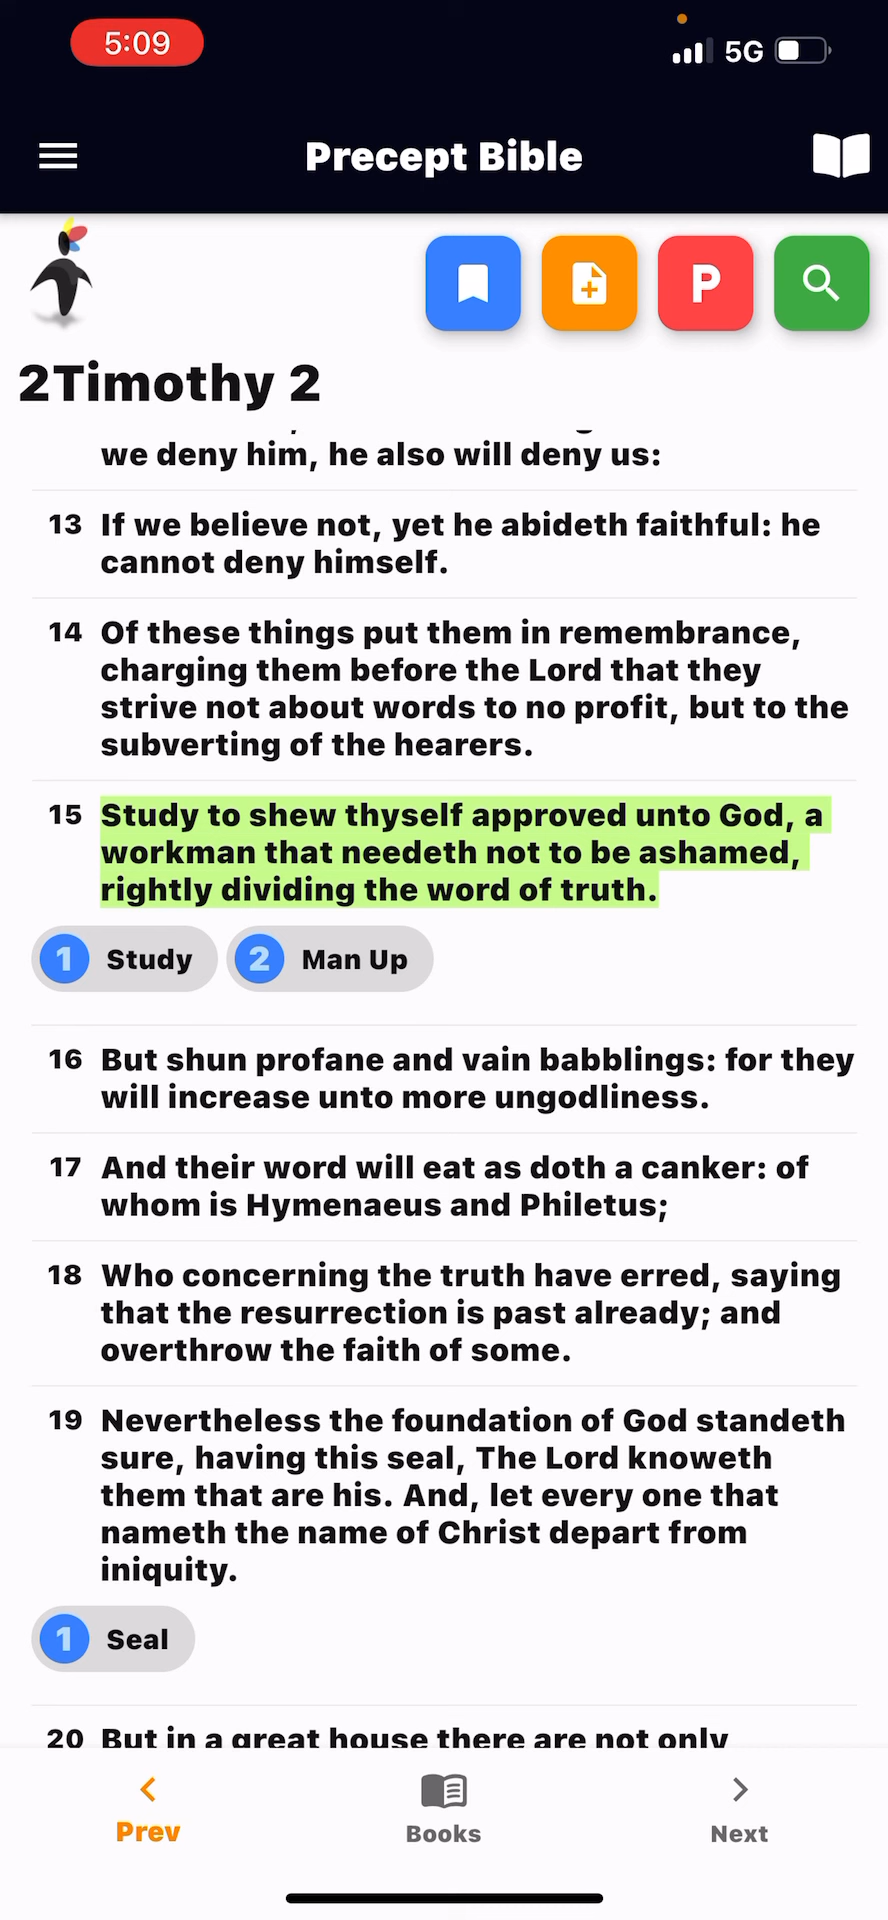 5:09
5G
Precept Bible
P
2Timothy 2
we deny him, he also will deny us:
13 If we believe not, yet he abideth faithful: he
cannot deny himself.
14 Of these things put them in remembrance,
charging them before the Lord that they
strive not about words to no profit, but to the
subverting of the hearers.
15 Study to shew thyself approved unto God, a
workman that needeth not to be ashamed,
rightly dividing the word of truth.
1 Study 2 Man Up
16 But shun profane and vain babblings: for they
will increase unto more ungodliness.
17 And their word will eat as doth a canker: of
whom is Hymenaeus and Philetus;
18 Who concerning the truth have erred, saying
that the resurrection is past already; and
overthrow the faith of some.
19 Nevertheless the foundation of God standeth
sure, having this seal, The Lord knoweth
them that are his. And, let every one that
nameth the name of Christ depart from
iniquity.
1 Seal
20 But in a great house there are not only
Prev Books Next